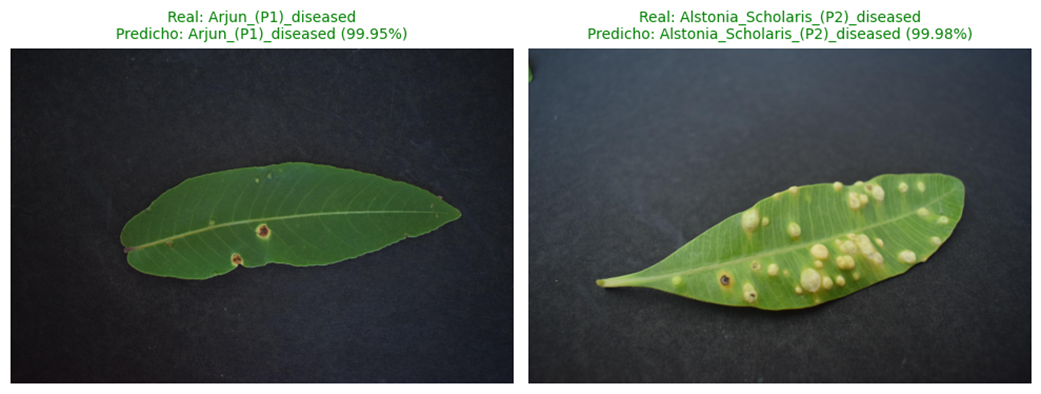 Real: Arjun_(P1)_diseased
Predicho: Arjun_(P1)_diseased (99.95%)
Real: Alstonia_Scholaris_(P2)_diseased
Predicho: Alstonia_Scholaris_(P2)_diseased (99.98%)